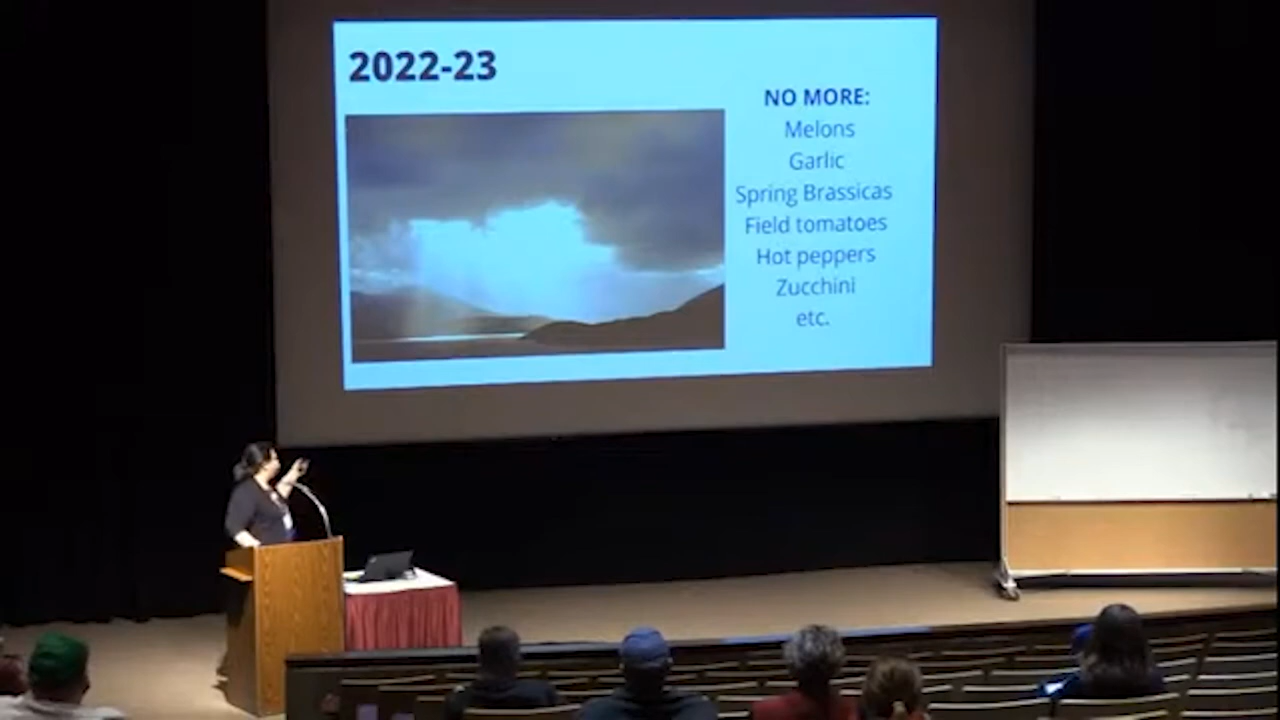 2022-23
NO MORE:
Melons
Garlic
Spring Brassicas
Field tomatoes
Hot peppers
Zucchini
etc.